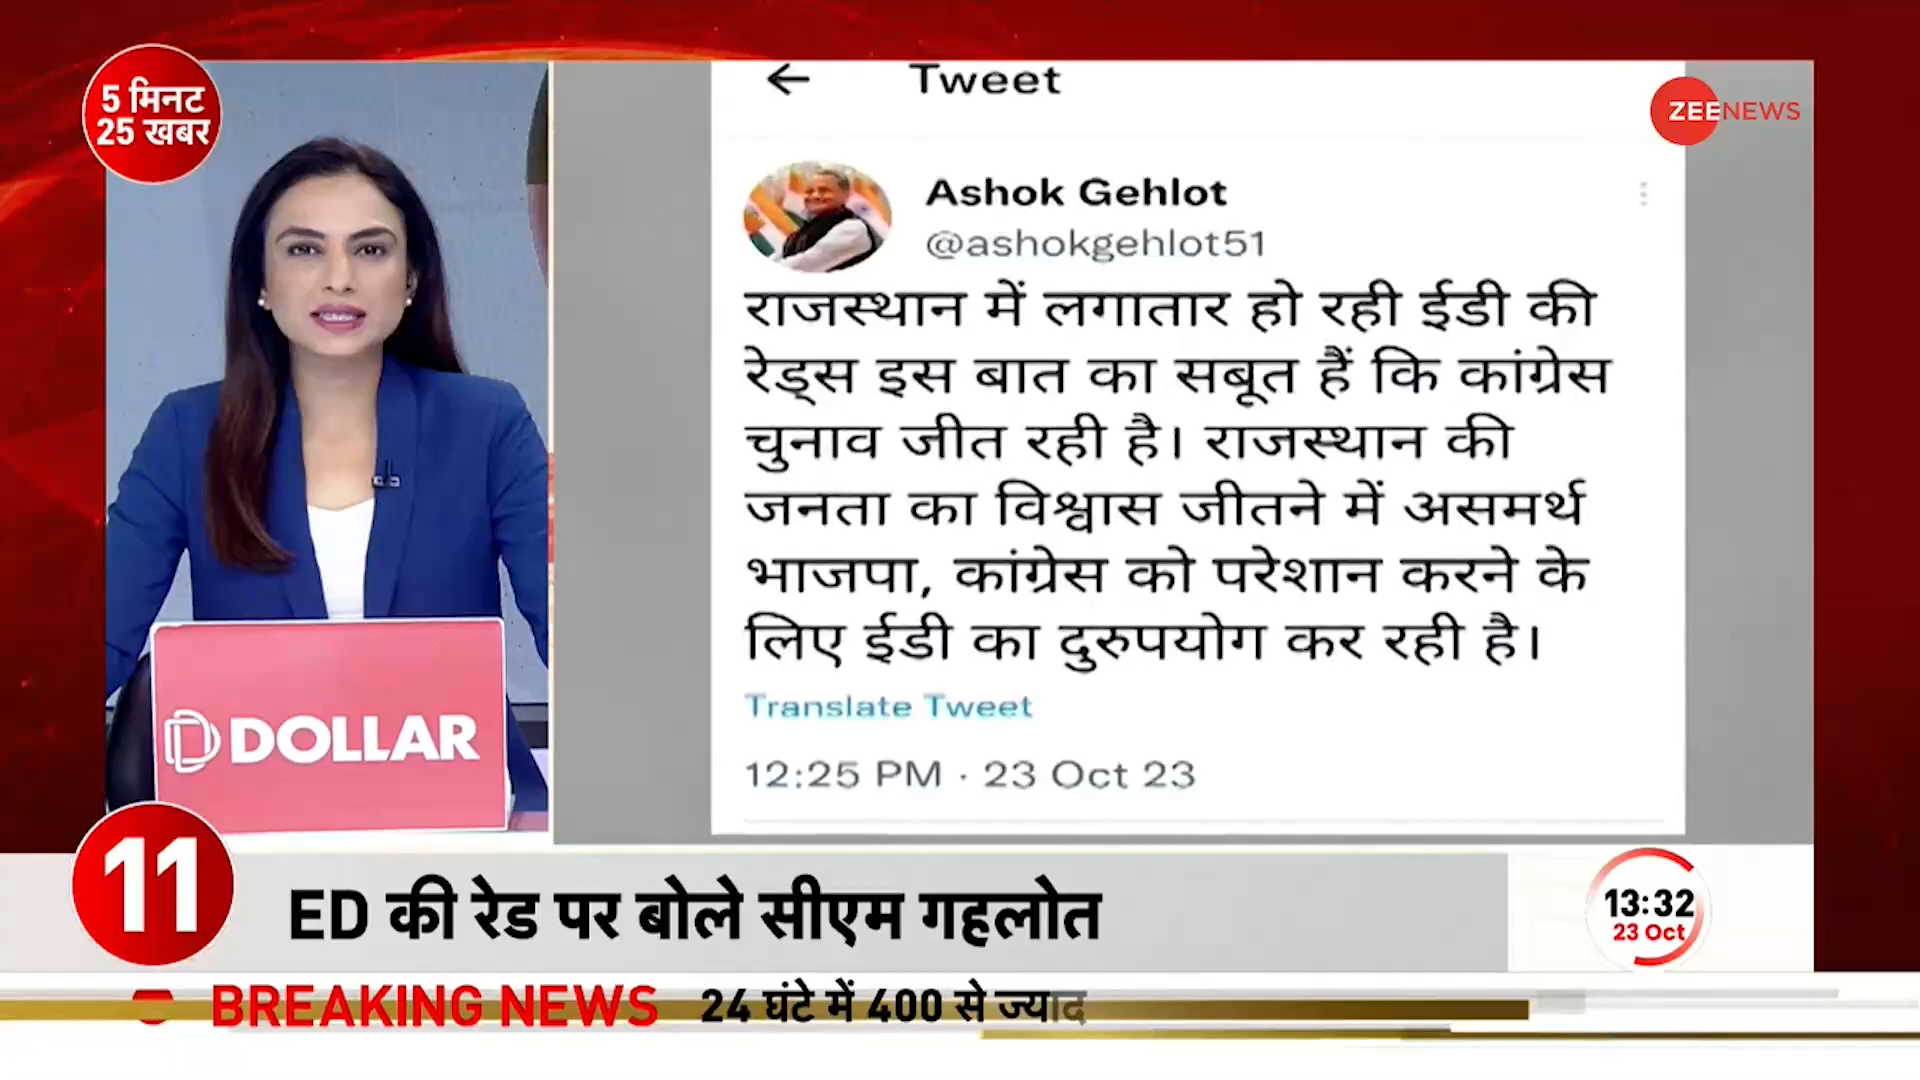 5 मिनट
25 खबर
Tweet
ZEENEWS
Ashok Gehlot
@ashokgehlot51
राजस्थान में लगातार हो रही ईडी की
रेड्स इस बात का सबूत हैं कि कांग्रेस
चुनाव जीत रही है। राजस्थान की
जनता का विश्वास जीतने में असमर्थ
भाजपा, कांग्रेस को परेशान करने के
लिए ईडी का दुरुपयोग कर रही है।
Translate Tweet
12:25 PM · 23 Oct 23
DOLLAR
11
ED की रेड पर बोले सीएम गहलोत
13:32
23 Oct
BREAKING NEWS 24 घंटे में 400 से